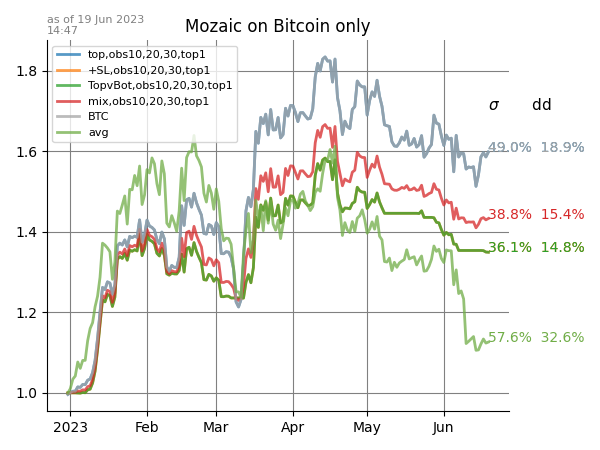 as of 19 Jun 2023
14:47
Mozaic on Bitcoin only
top,obs10,20,30,top1
+SL,obs10,20,30,top1
TopvBot,obs10,20,30,top1
mix,obs10,20,30,top1
BTC
avg
σ dd
49.0% 18.9%
38.8% 15.4%
36.1% 14.8%
57.6% 32.6%
1.8
1.6
1.4
1.2
1.0
2023 Feb Mar Apr May Jun